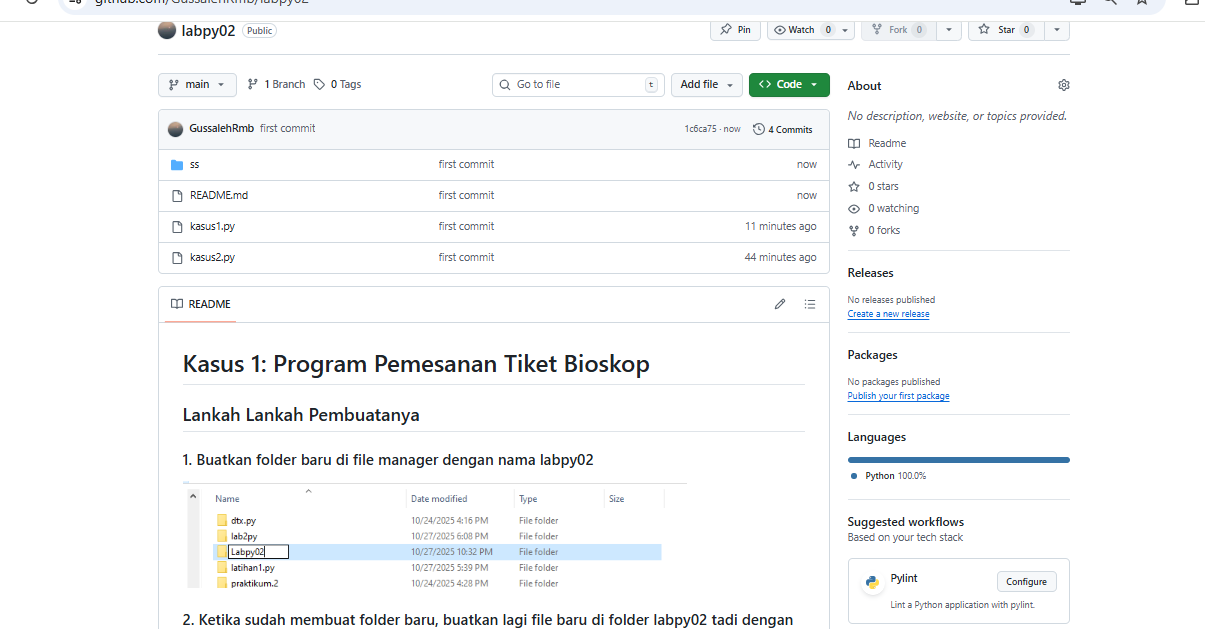 github.com/GussalehRmb/labpy02
labpy02 Public
Pin Watch 0 Fork 0 Star 0
main 1 Branch 0 Tags Go to file t Add file Code
GussalehRmb first commit 1c6ca75 · now 4 Commits
ss first commit now
README.md first commit now
kasus1.py first commit 11 minutes ago
kasus2.py first commit 44 minutes ago
README
Kasus 1: Program Pemesanan Tiket Bioskop
Lankah Lankah Pembuatanya
1. Buatkan folder baru di file manager dengan nama labpy02
Name Date modified Type Size
dtx.py 10/24/2025 4:16 PM File folder
lab2py 10/27/2025 6:08 PM File folder
Labpy02 10/27/2025 10:32 PM File folder
latihan1.py 10/27/2025 5:39 PM File folder
praktikum.2 10/24/2025 4:28 PM File folder
2. Ketika sudah membuat folder baru, buatkan lagi file baru di folder labpy02 tadi dengan
About
No description, website, or topics provided.
Readme
Activity
0 stars
0 watching
0 forks
Releases
No releases published
Create a new release
Packages
No packages published
Publish your first package
Languages
Python 100.0%
Suggested workflows
Based on your tech stack
Pylint Configure
Lint a Python application with pylint.